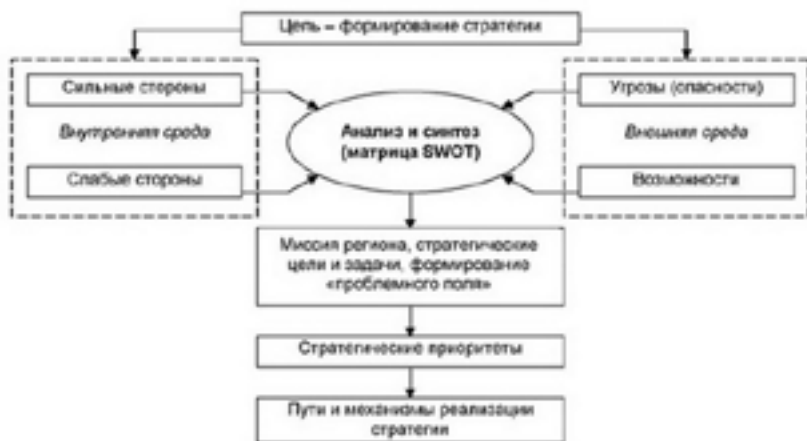 Цель – формирование стратегии
Сильные стороны
Внутренняя среда
Слабые стороны
Анализ и синтез
(матрица SWOT)
Угрозы (опасности)
Внешняя среда
Возможности
Миссия региона, стратегические
цели и задачи, формирование
«проблемного поля»
Стратегические приоритеты
Пути и механизмы реализации
стратегии